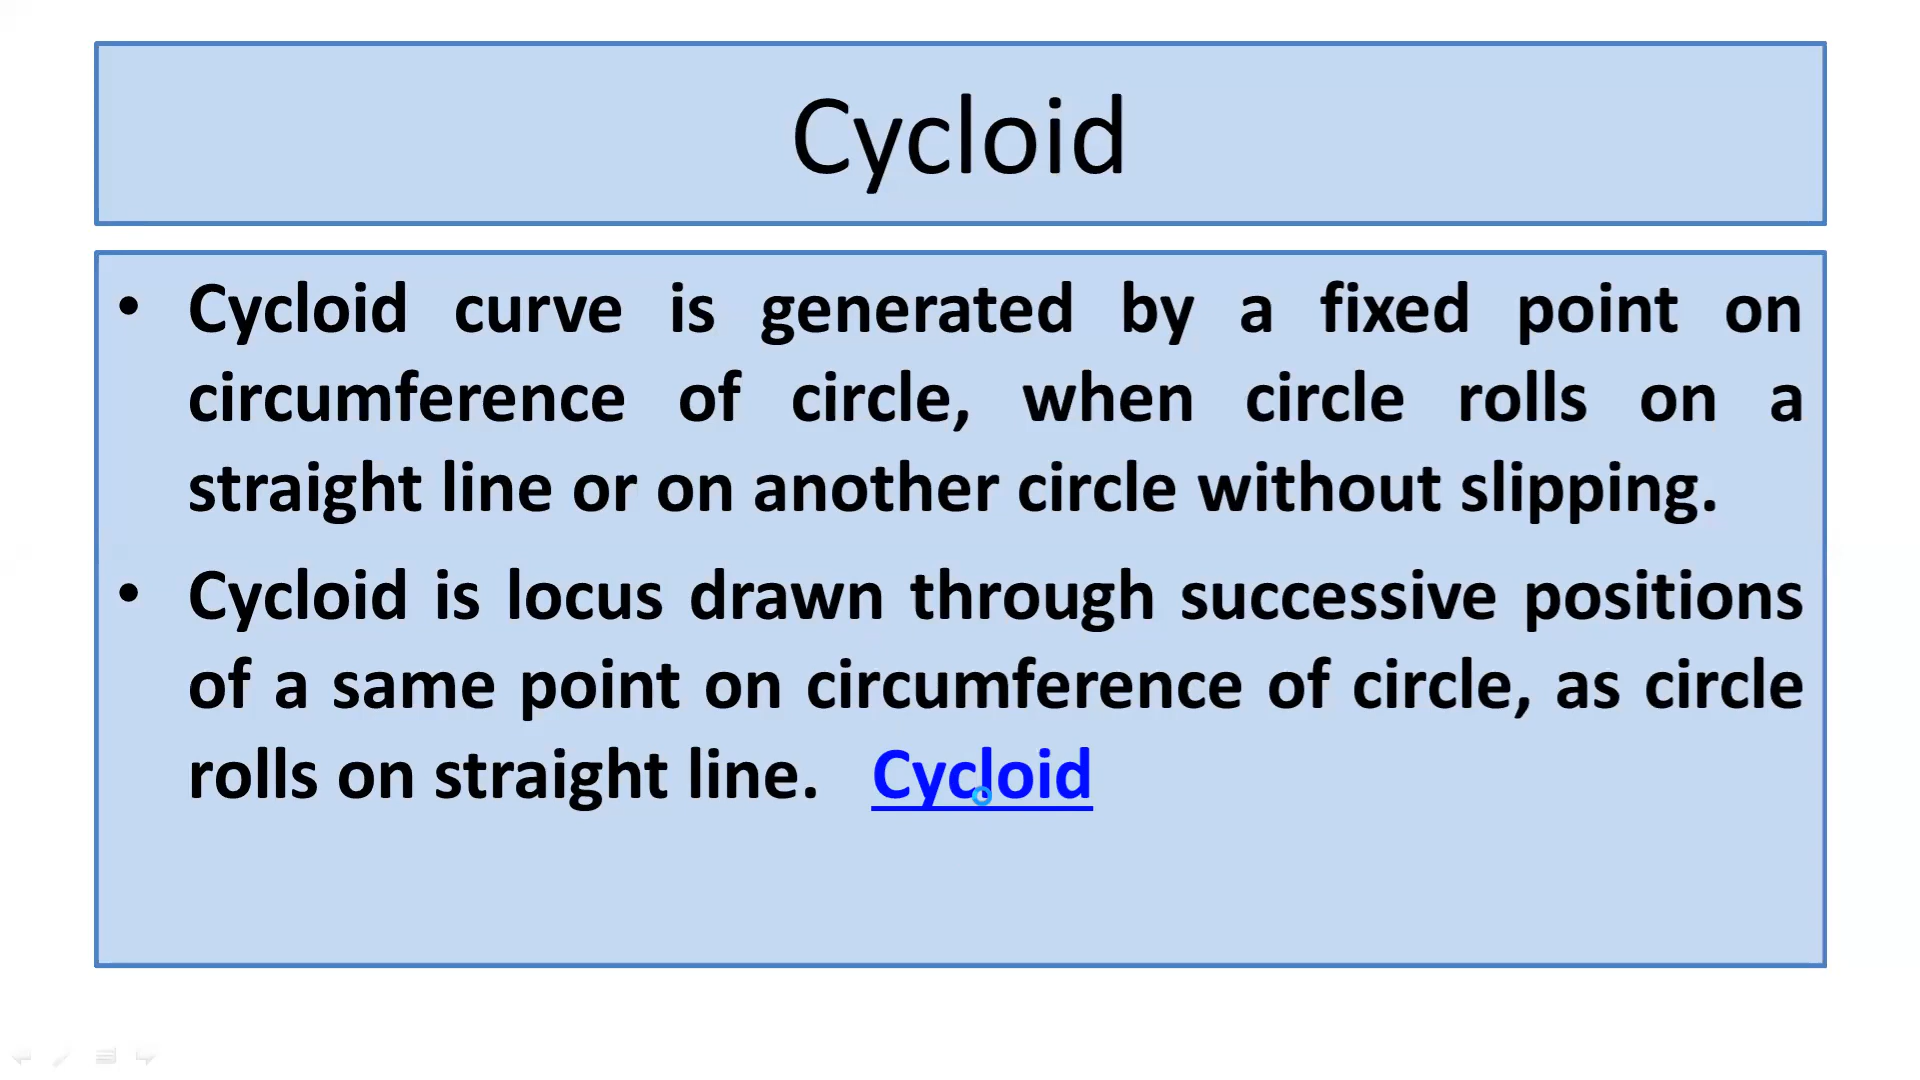 Cycloid
• Cycloid curve is generated by a fixed point on
circumference of circle, when circle rolls on a
straight line or on another circle without slipping.
• Cycloid is locus drawn through successive positions
of a same point on circumference of circle, as circle
rolls on straight line. Cycloid